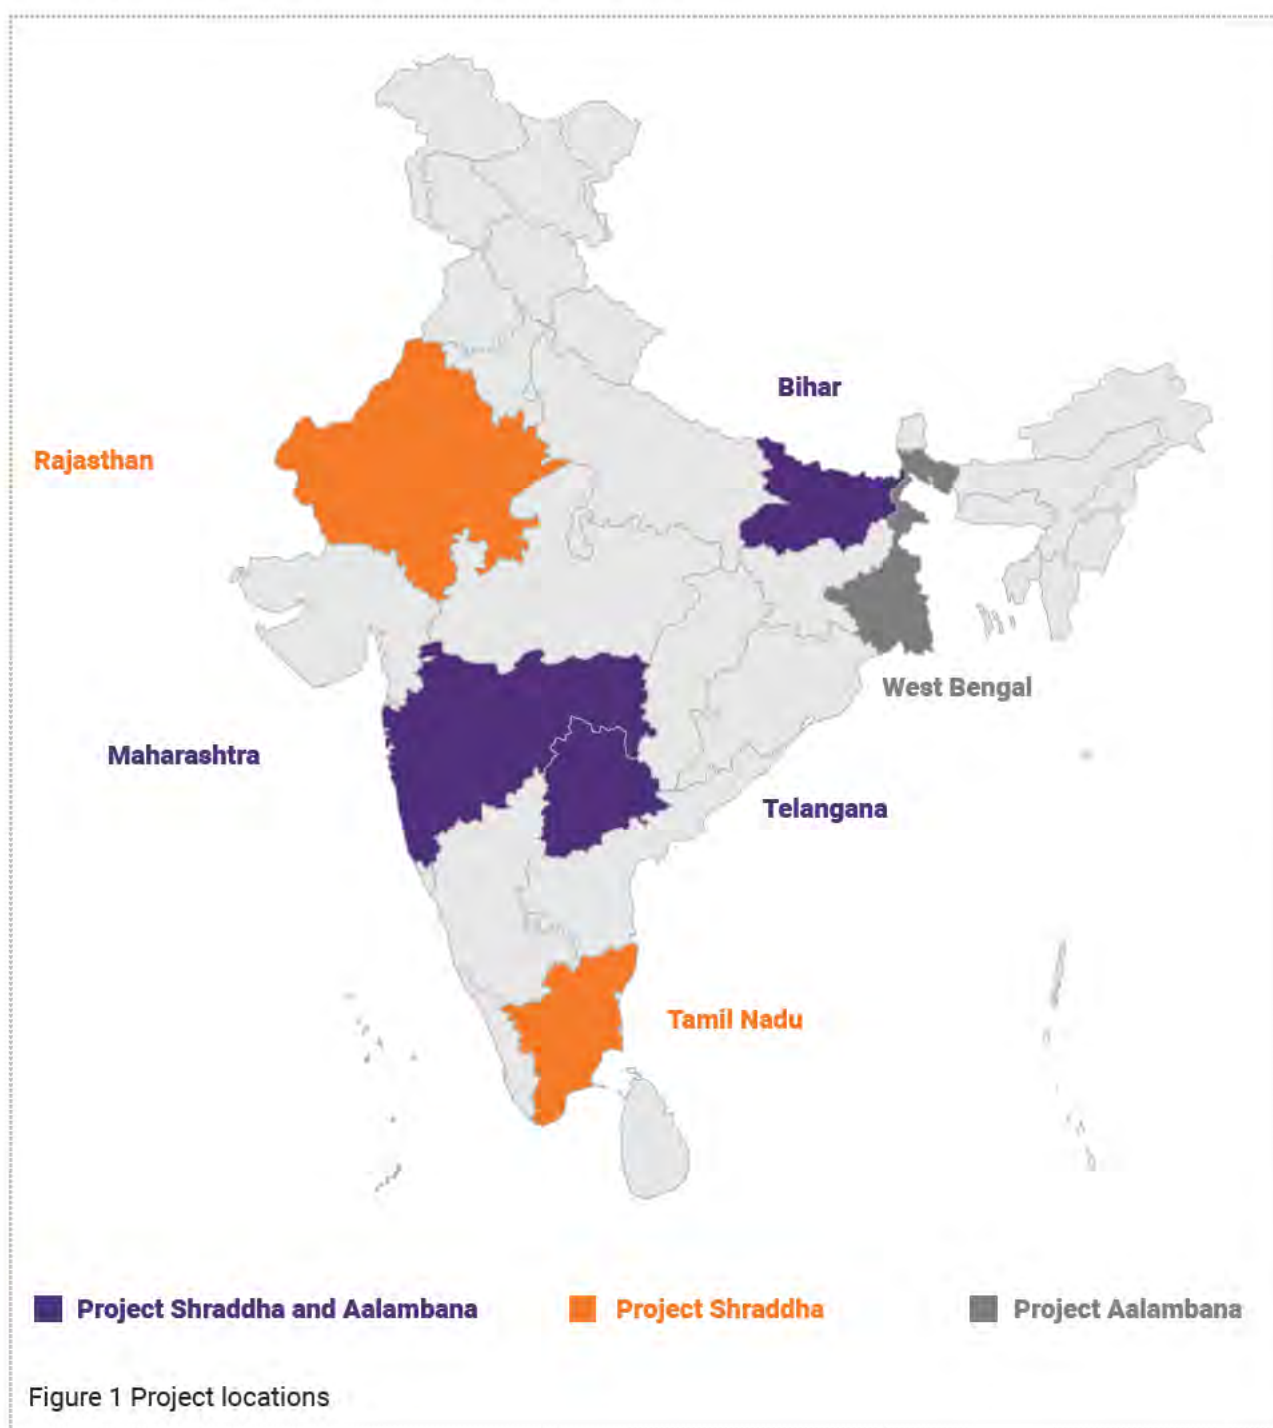 Bihar
Rajasthan
West Bengal
Maharashtra
Telangana
Tamil Nadu
Project Shraddha and Aalambana
Project Shraddha
Project Aalambana
Figure 1 Project locations